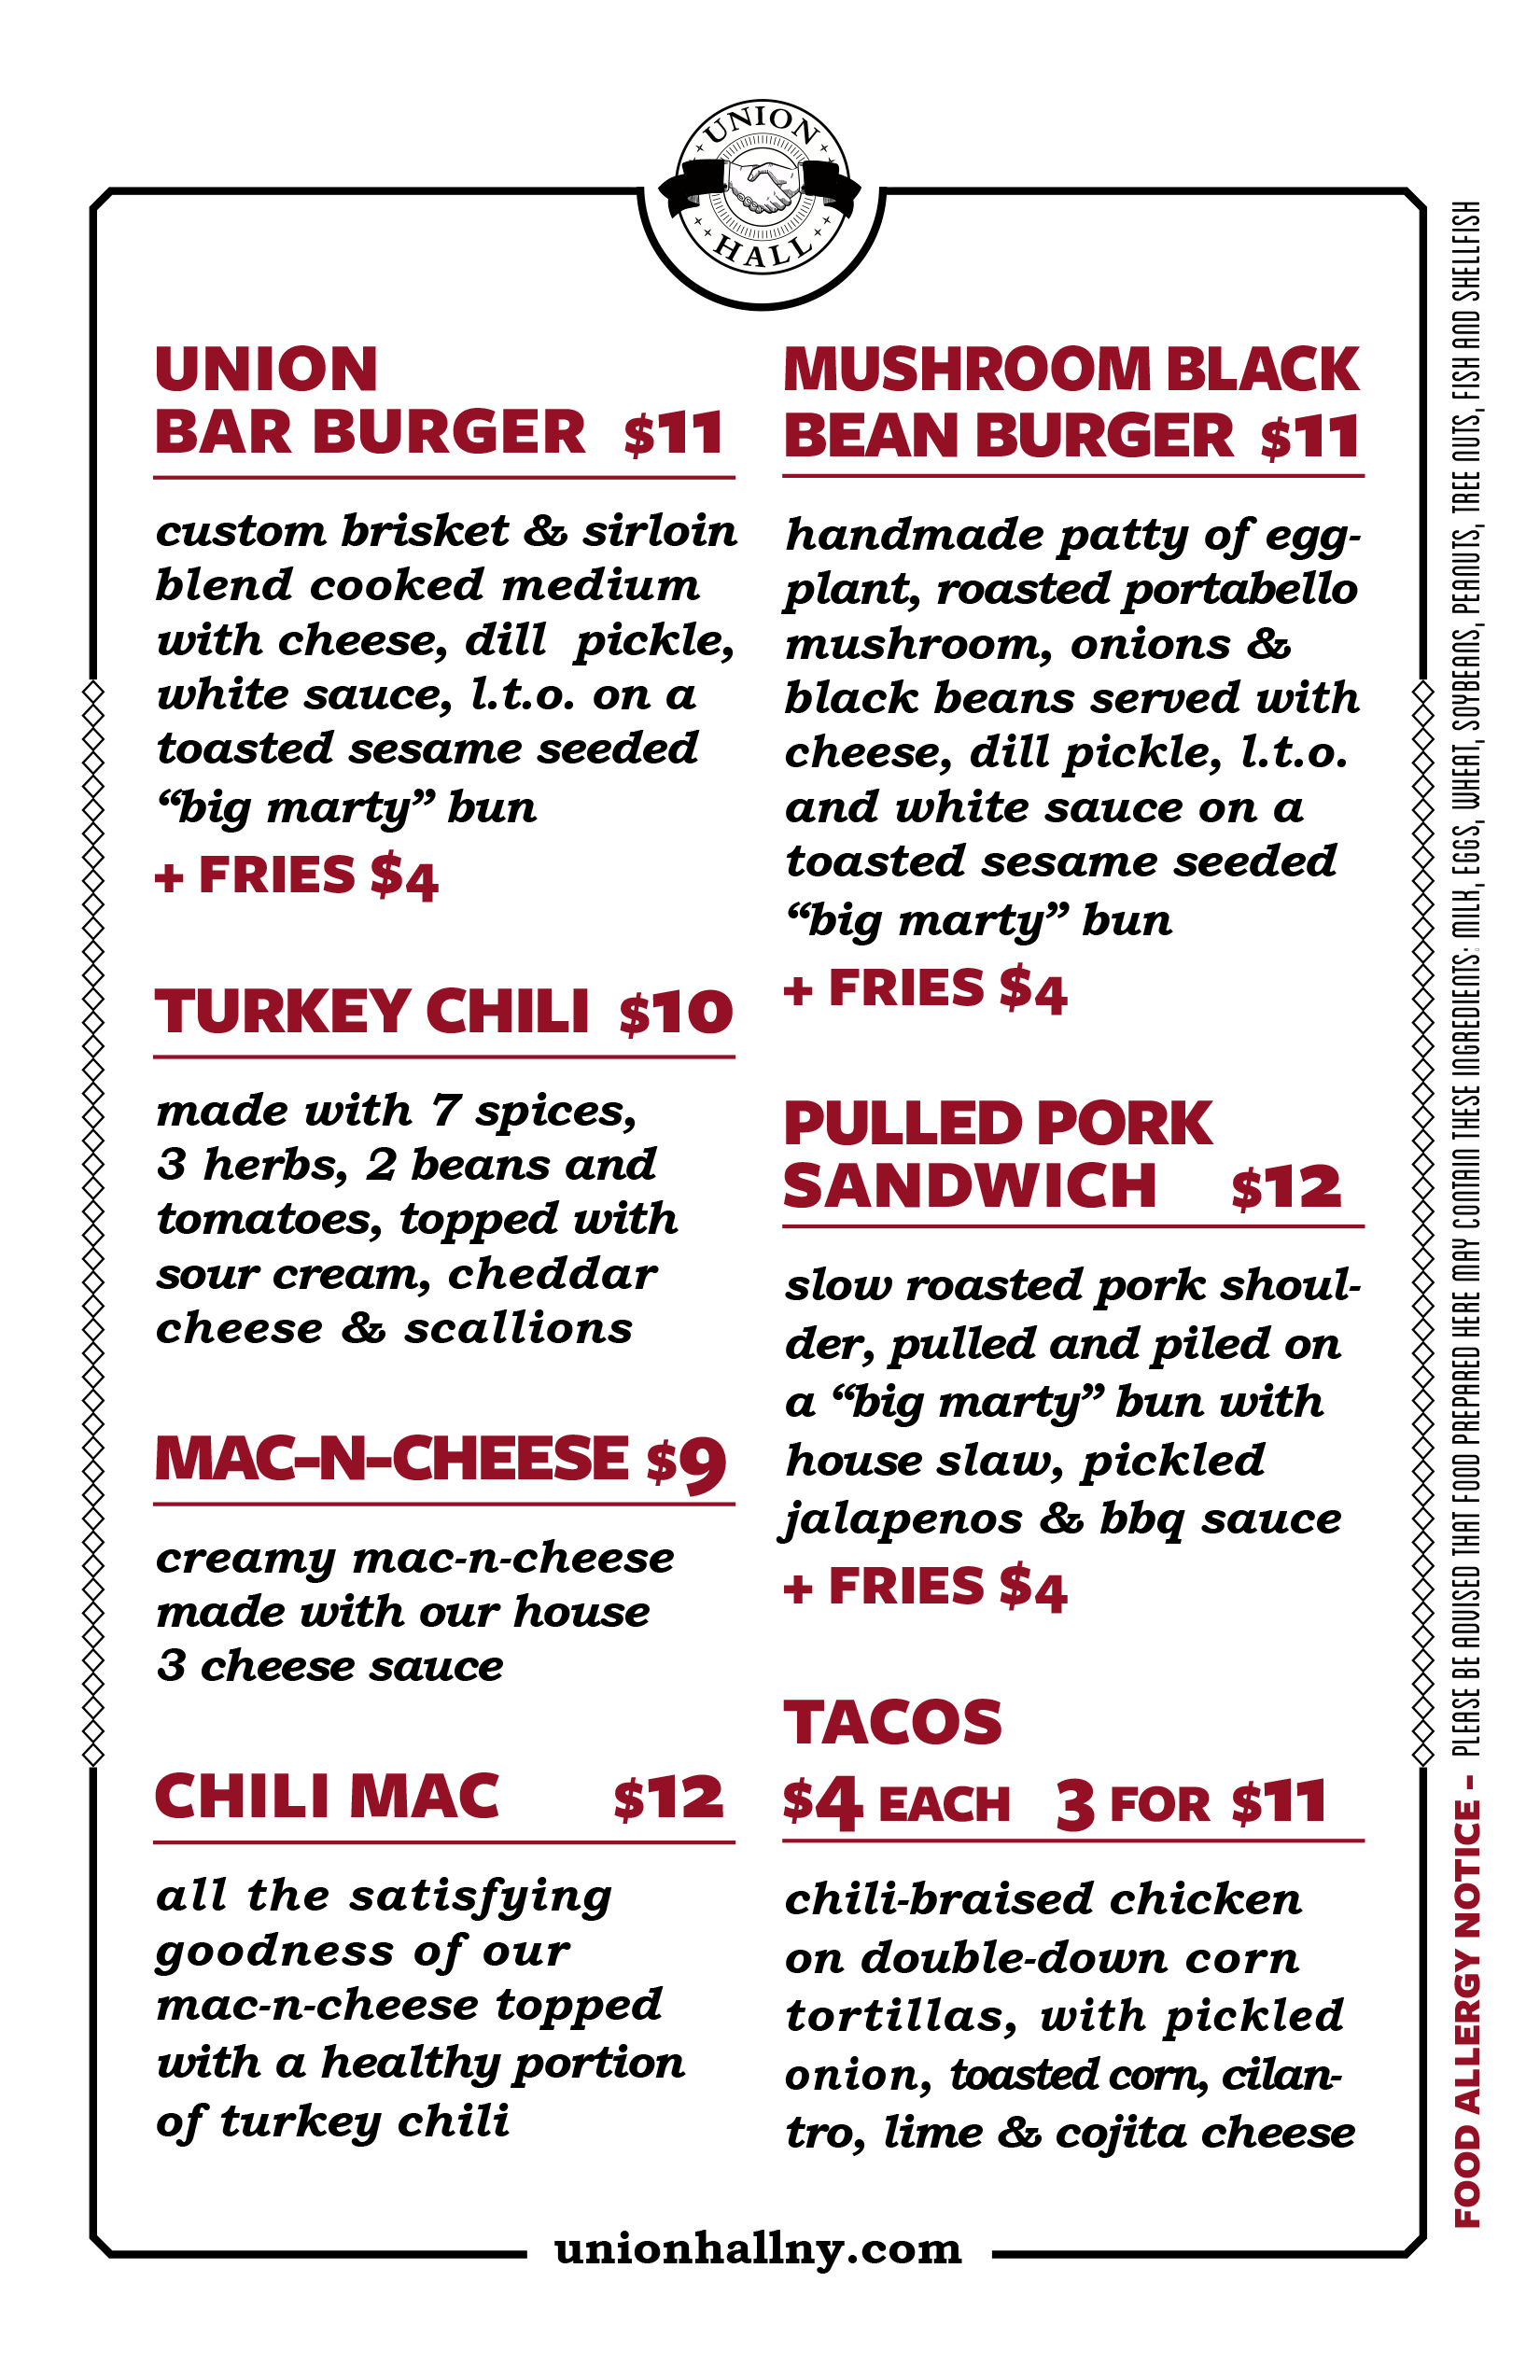 UNION
HALL
UNION
BAR BURGER $11
custom brisket & sirloin
blend cooked medium
with cheese, dill pickle,
white sauce, l.t.o. on a
toasted sesame seeded
“big marty” bun
+ FRIES $4
TURKEY CHILI $10
made with 7 spices,
3 herbs, 2 beans and
tomatoes, topped with
sour cream, cheddar
cheese & scallions
MAC-N-CHEESE $9
creamy mac-n-cheese
made with our house
3 cheese sauce
CHILI MAC $12
all the satisfying
goodness of our
mac-n-cheese topped
with a healthy portion
of turkey chili
MUSHROOM BLACK
BEAN BURGER $11
handmade patty of egg-
plant, roasted portabello
mushroom, onions &
black beans served with
cheese, dill pickle, l.t.o.
and white sauce on a
toasted sesame seeded
“big marty” bun
+ FRIES $4
PULLED PORK
SANDWICH $12
slow roasted pork shoul-
der, pulled and piled on
a “big marty” bun with
house slaw, pickled
jalapenos & bbq sauce
+ FRIES $4
TACOS
$4 EACH 3 FOR $11
chili-braised chicken
on double-down corn
tortillas, with pickled
onion, toasted corn, cilan-
tro, lime & cojita cheese
unionhallny.com
FOOD ALLERGY NOTICE – PLEASE BE ADVISED THAT FOOD PREPARED HERE MAY CONTAIN THESE INGREDIENTS: MILK, EGGS, WHEAT, SOYBEANS, PEANUTS, TREE NUTS, FISH AND SHELLFISH